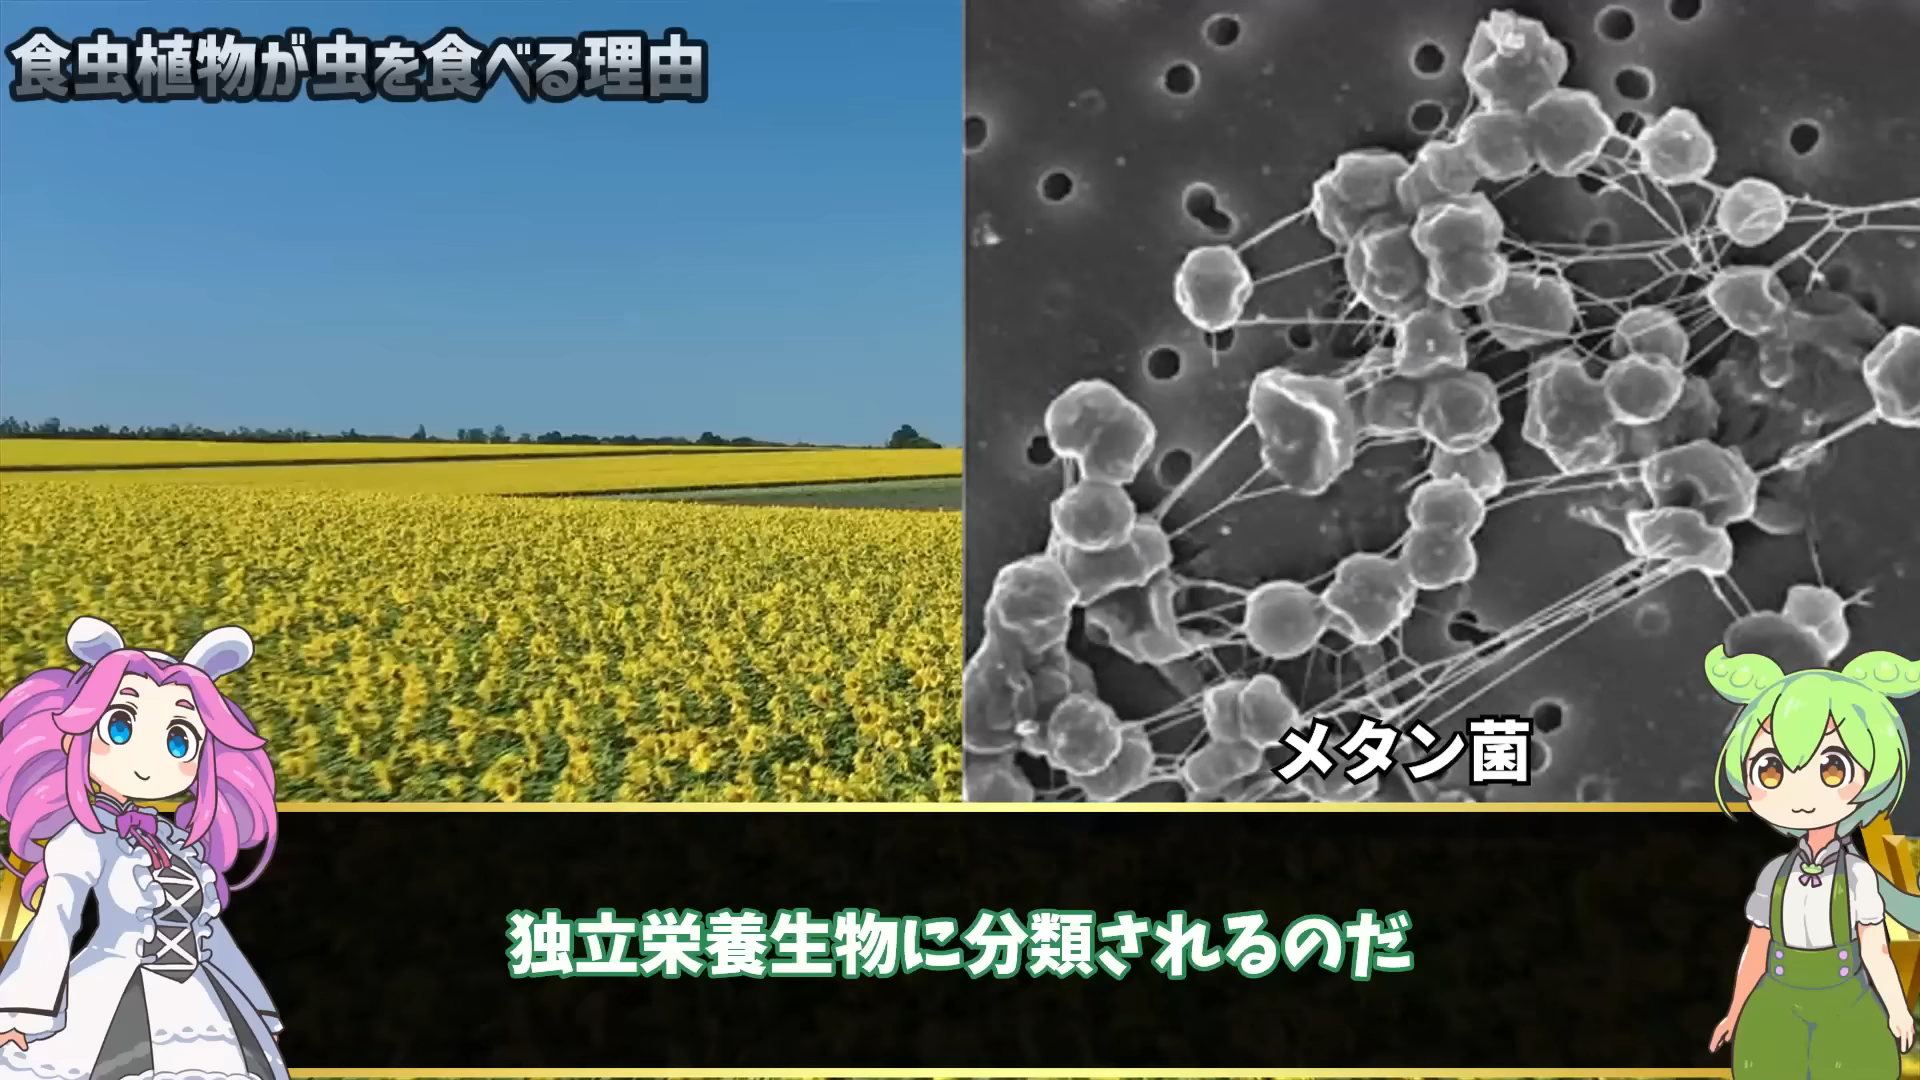 食虫植物が虫を食べる理由
メタン菌
独立栄養生物に分類されるのだ